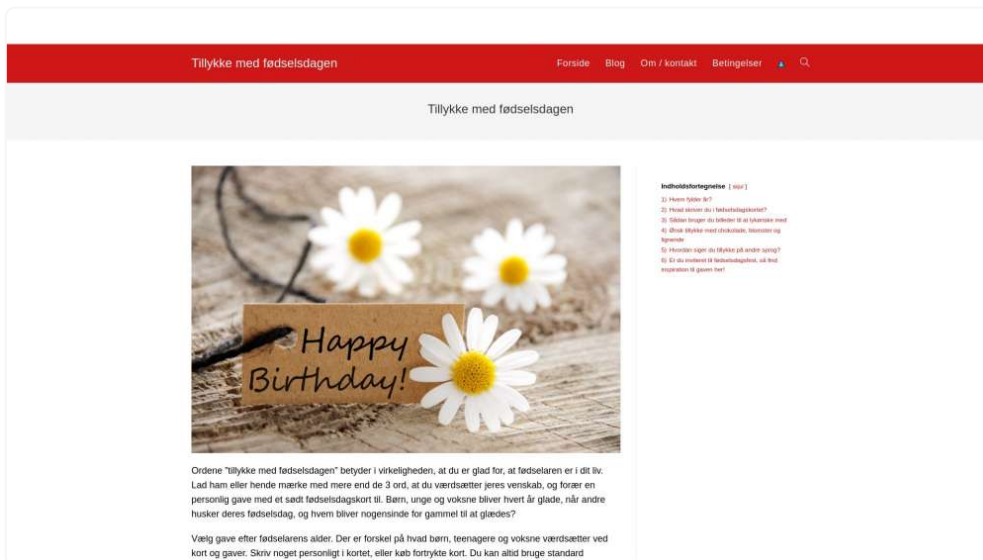 Tillykke med fødselsdagen
Forside Blog Om / kontakt Betingelser
Tillykke med fødselsdagen
Happy
Birthday!
Indholdsfortegnelse
1) Hvem fylder år?
2) Hvad skriver du i fødselsdagskortet?
3) Sådan bruger du billeder til at lykønske med
4) Ønsk tillykke med chokolade, blomster og
lignende
5) Hvordan siger du tillykke på andre sprog?
6) Er du inviteret til fødselsdagsfest, så find
inspiration til gaven her!
Ordene "tillykke med fødselsdagen" betyder i virkeligheden, at du er glad for, at fødselaren er i dit liv.
Lad ham eller hende mærke med mere end de 3 ord, at du værdsætter jeres venskab, og forær en
personlig gave med et sødt fødselsdagskort til. Børn, unge og voksne bliver hvert år glade, når andre
husker deres fødselsdag, og hvem bliver nogensinde for gammel til at glædes?
Vælg gave efter fødselarens alder. Der er forskel på hvad børn, teenagere og voksne værdsætter ved
kort og gaver. Skriv noget personligt i kortet, eller køb fortrykte kort. Du kan altid bruge standard